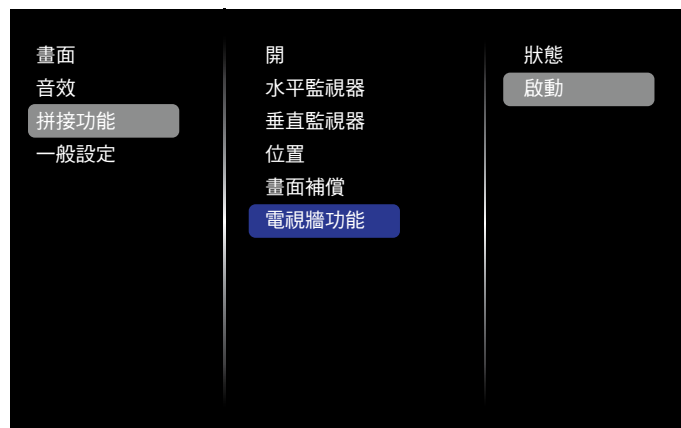 畫面
音效
拼接功能
一般設定
開
水平監視器
垂直監視器
位置
畫面補償
電視牆功能
狀態
啟動